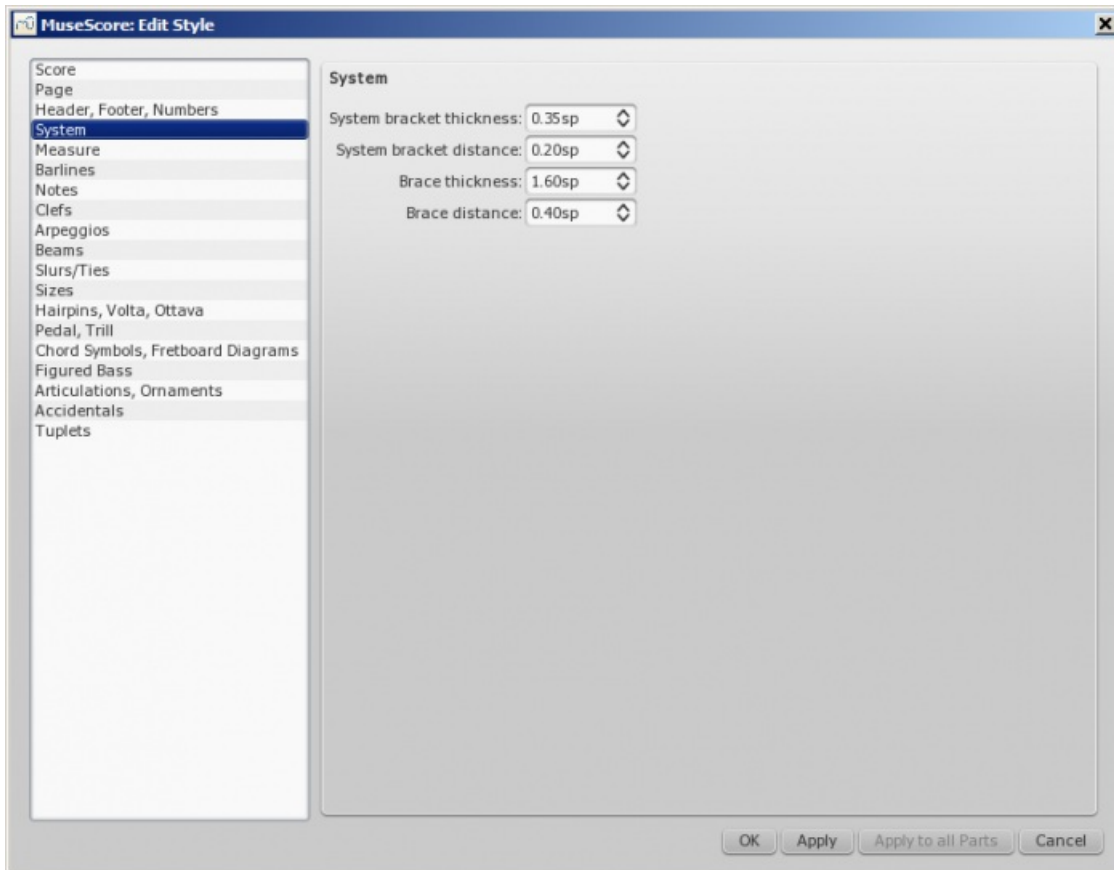 MuseScore: Edit Style
Score
Page
Header, Footer, Numbers
System
Measure
Barlines
Notes
Clefs
Arpeggios
Beams
Slurs/Ties
Sizes
Hairpins, Volta, Ottava
Pedal, Trill
Chord Symbols, Fretboard Diagrams
Figured Bass
Articulations, Ornaments
Accidentals
Tuplets
System
System bracket thickness: 0.35sp
System bracket distance: 0.20sp
Brace thickness: 1.60sp
Brace distance: 0.40sp
OK Apply Apply to all Parts Cancel